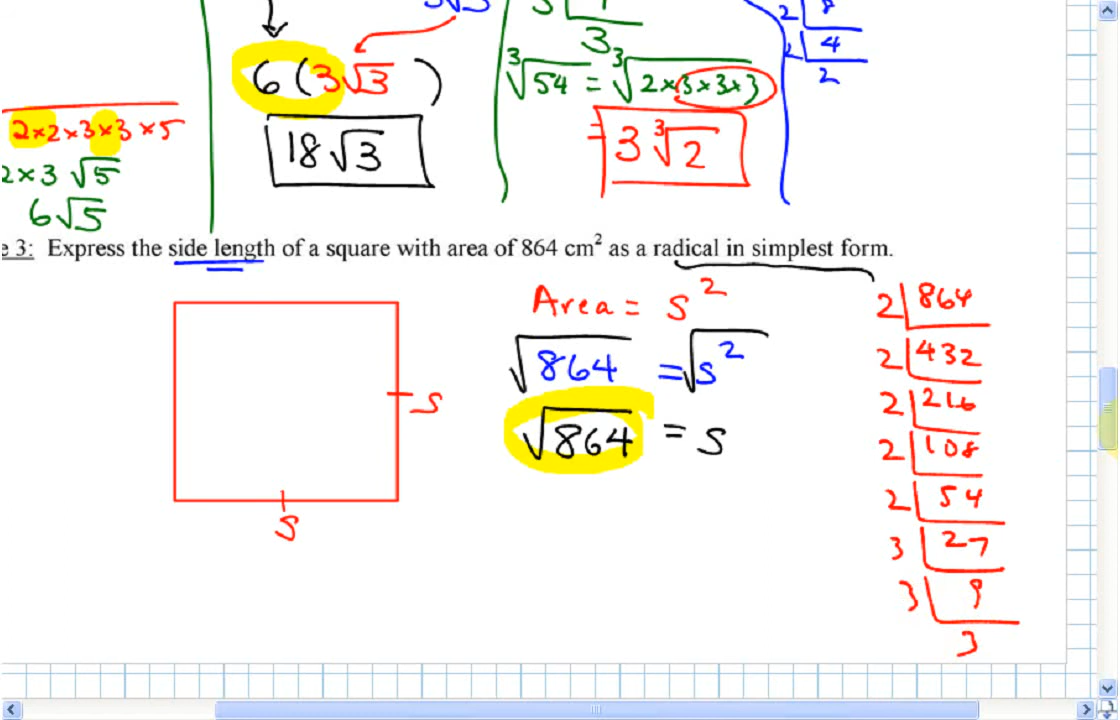 6 (3√3)
18√3
2×2×3×3×5
2×3 √5
6√5
3
∛54 = ∛2×3×3×3
= 3∛2
2 8
4
2
e 3: Express the side length of a square with area of 864 cm² as a radical in simplest form.
Area = s²
√864 = √s²
√864 = s
s
s
2 864
2 432
2 216
2 108
2 54
3 27
3 9
3